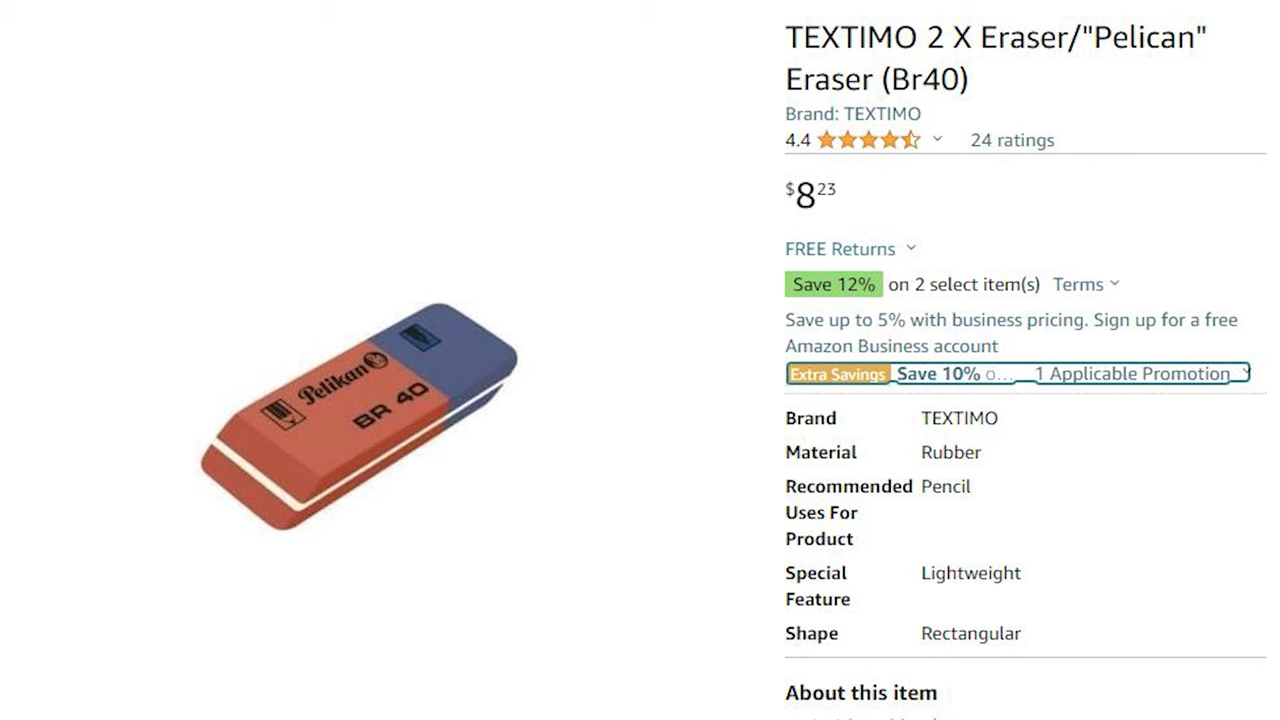 TEXTIMO 2 X Eraser/"Pelican"
Eraser (Br40)
Brand: TEXTIMO
4.4 24 ratings
$8 23
FREE Returns
Save 12% on 2 select item(s) Terms
Save up to 5% with business pricing. Sign up for a free
Amazon Business account
Extra Savings Save 10% o... 1 Applicable Promotion
Pelikan
BR 40
Brand TEXTIMO
Material Rubber
Recommended Pencil
Uses For
Product
Special Lightweight
Feature
Shape Rectangular
About this item